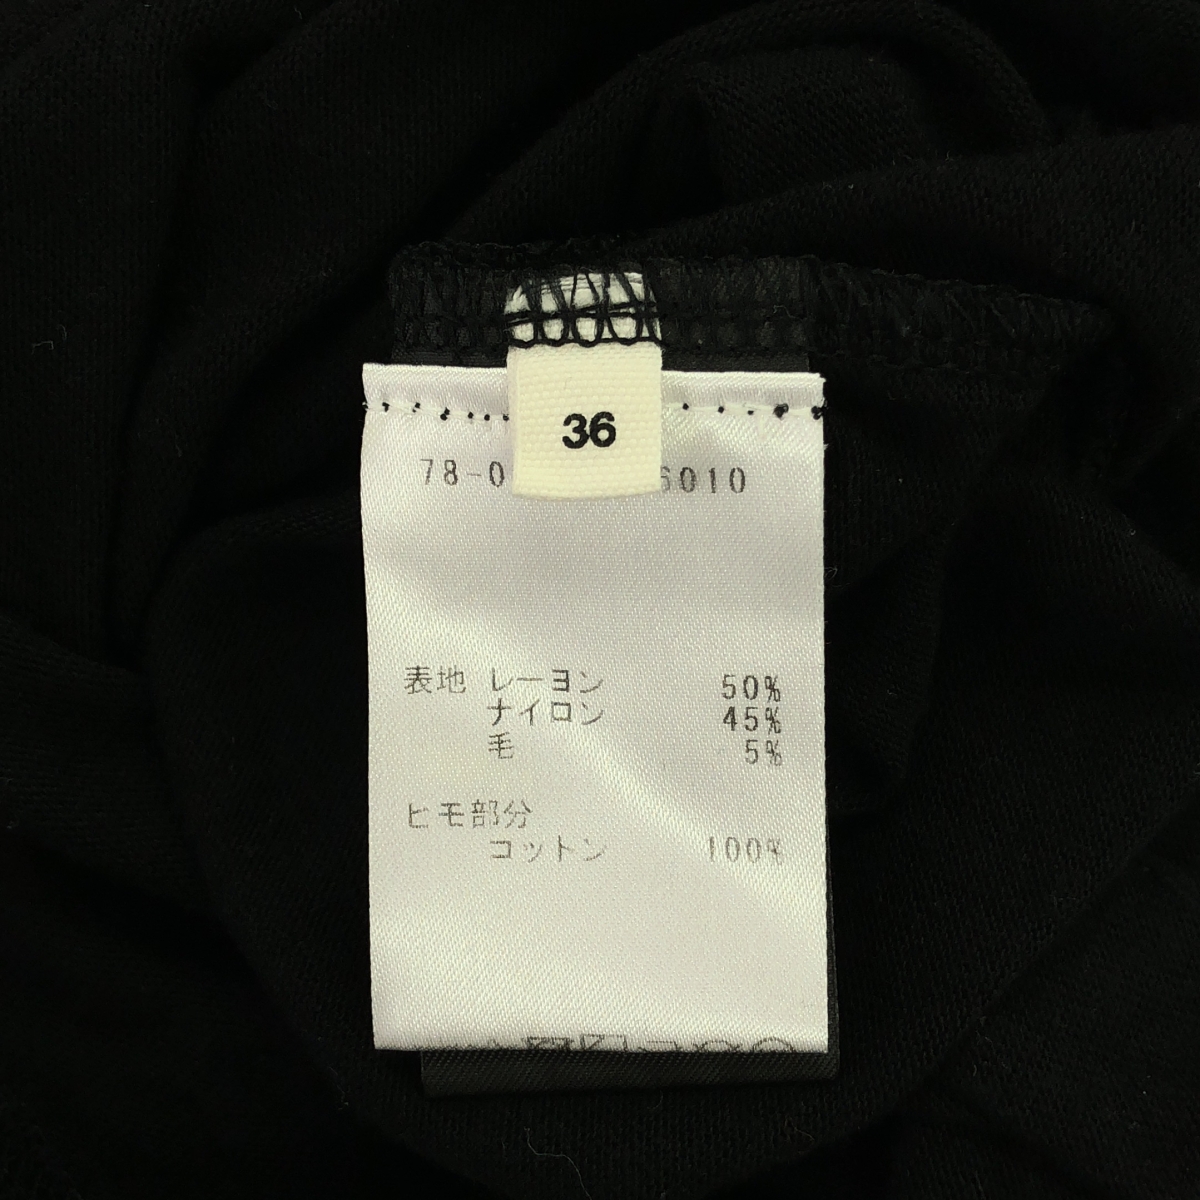 36
78-0 6010
表地 レーヨン 50%
ナイロン 45%
毛 5%
ヒモ部分
コットン 100%